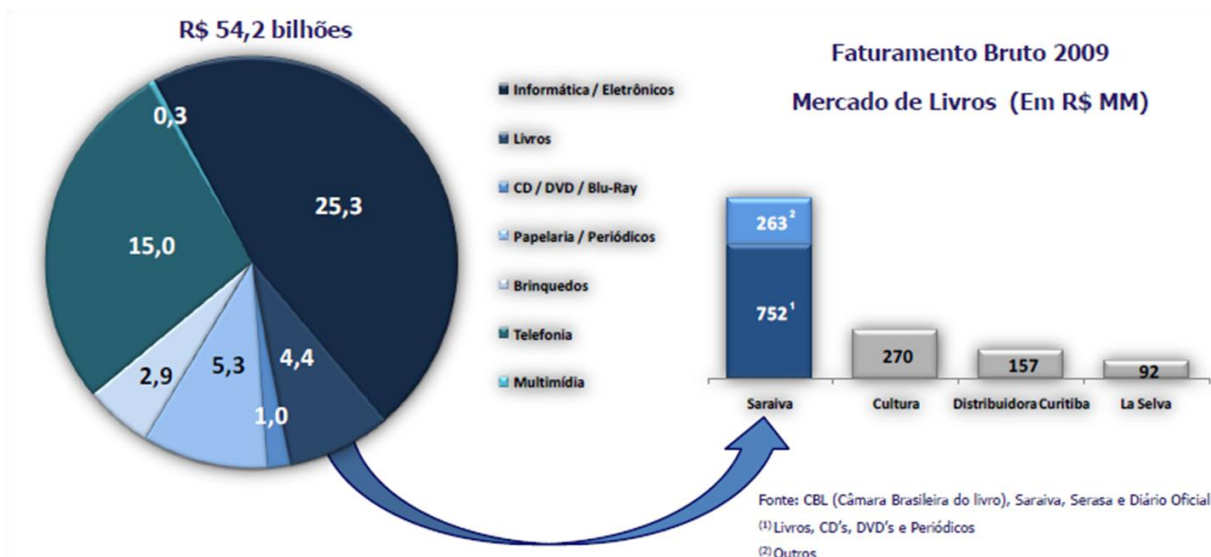 R$ 54,2 bilhões
0,3
25,3
15,0
4,4
5,3
2,9
1,0
Informática / Eletrônicos
Livros
CD / DVD / Blu-Ray
Papelaria / Periódicos
Brinquedos
Telefonia
Multimídia
Faturamento Bruto 2009
Mercado de Livros (Em R$ MM)
263²
752¹
270
157
92
Saraiva
Cultura
Distribuidora Curitiba
La Selva
Fonte: CBL (Câmara Brasileira do livro), Saraiva, Serasa e Diário Oficial
(1) Livros, CD's, DVD's e Periódicos
(2) Outros